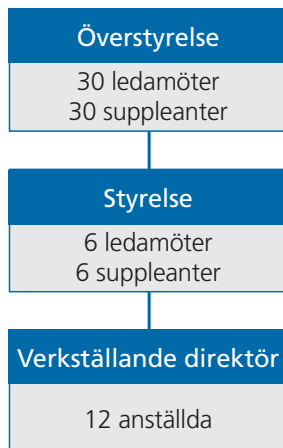 Överstyrelse
30 ledamöter
30 suppleanter
Styrelse
6 ledamöter
6 suppleanter
Verkställande direktör
12 anställda